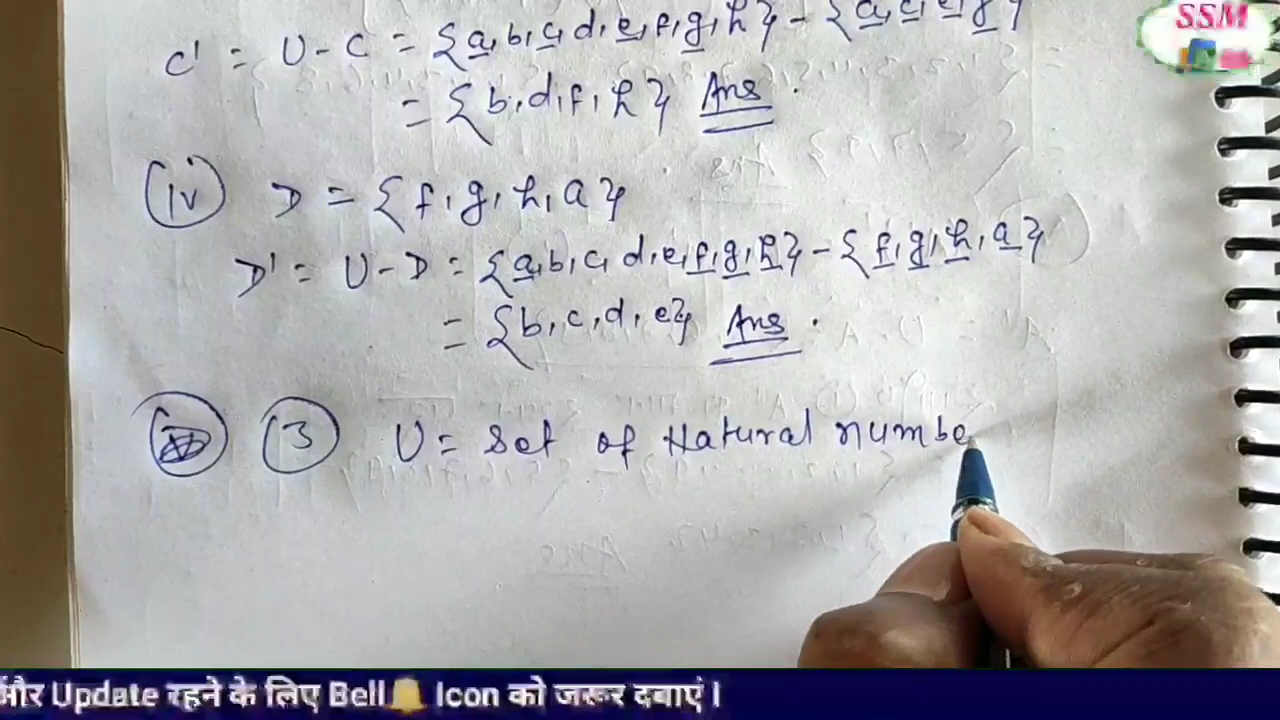 SSM
C' = U - C = {a, b, c, d, e, f, g, h} - {a, c, e, g}
= {b, d, f, h} Ans.
(iv) D = {f, g, h, a}
D' = U - D = {a, b, c, d, e, f, g, h} - {f, g, h, a}
= {b, c, d, e} Ans.
(3) U = Set of Natural numbe
और Update रहने के लिए Bell🔔 Icon को जरूर दबाएं ।